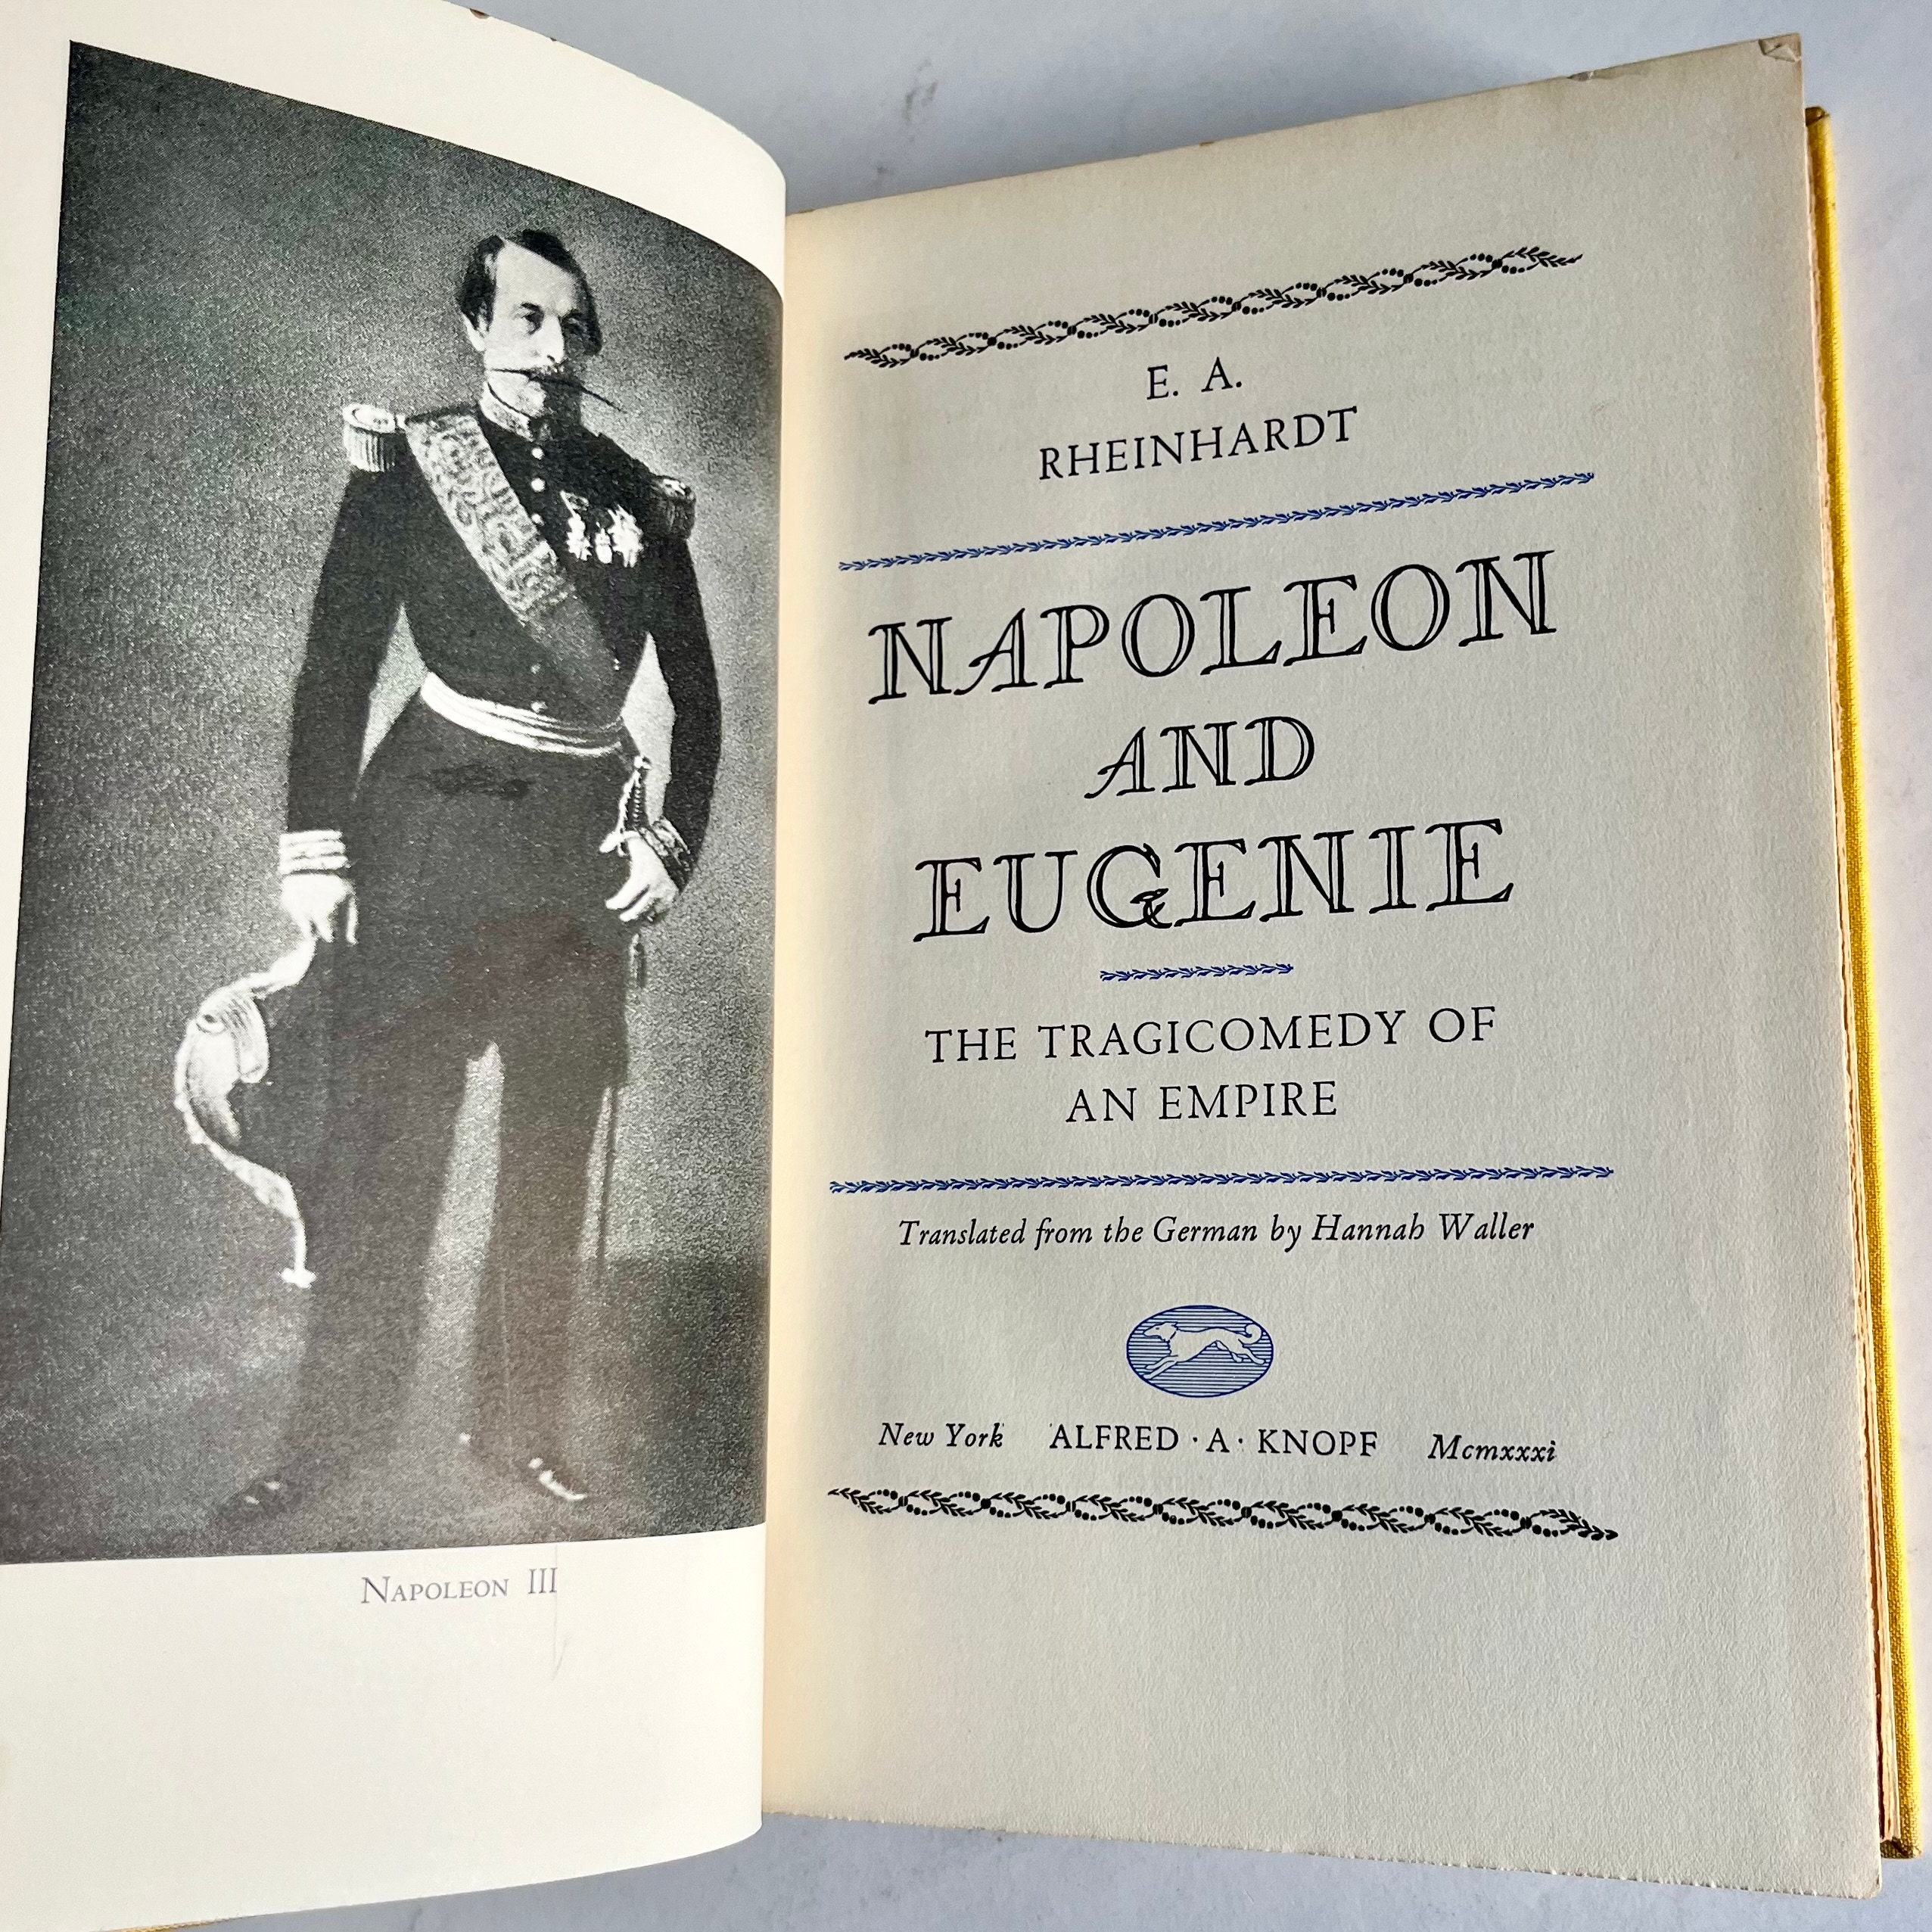 NAPOLEON III
E. A.
RHEINHARDT
NAPOLEON
AND
EUGENIE
THE TRAGICOMEDY OF
AN EMPIRE
Translated from the German by Hannah Waller
New York ALFRED · A · KNOPF Mcmxxxi